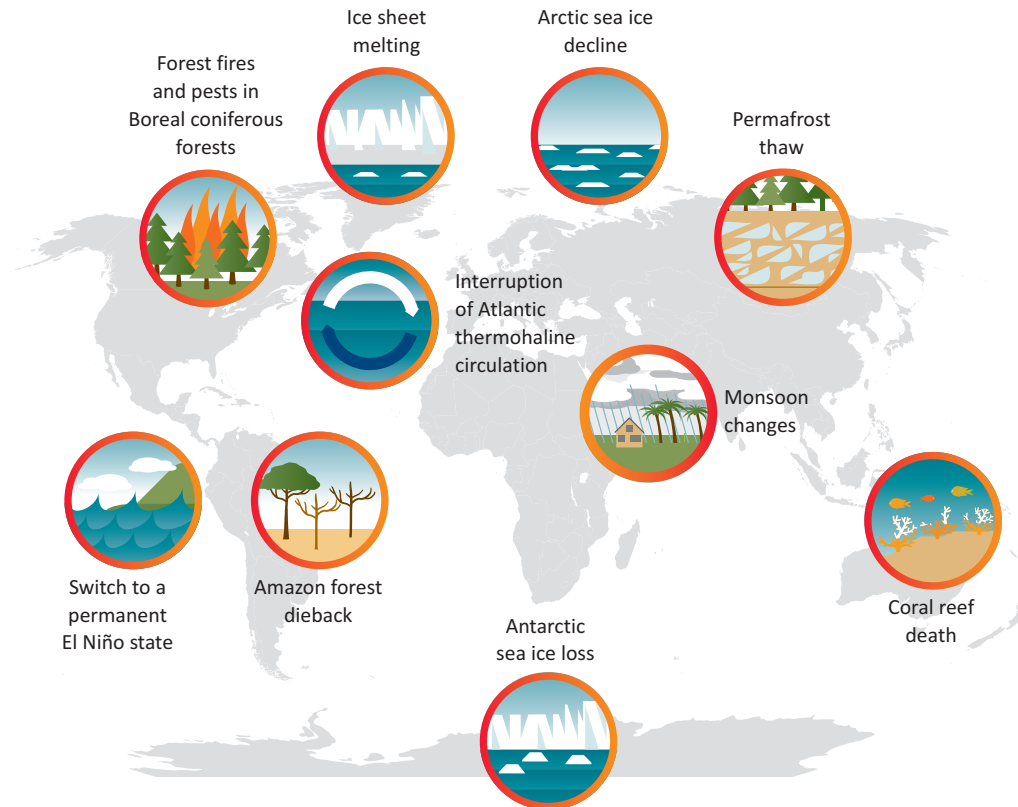 Ice sheet
melting
Arctic sea ice
decline
Forest fires
and pests in
Boreal coniferous
forests
Permafrost
thaw
Interruption
of Atlantic
thermohaline
circulation
Monsoon
changes
Switch to a
permanent
El Niño state
Amazon forest
dieback
Coral reef
death
Antarctic
sea ice loss